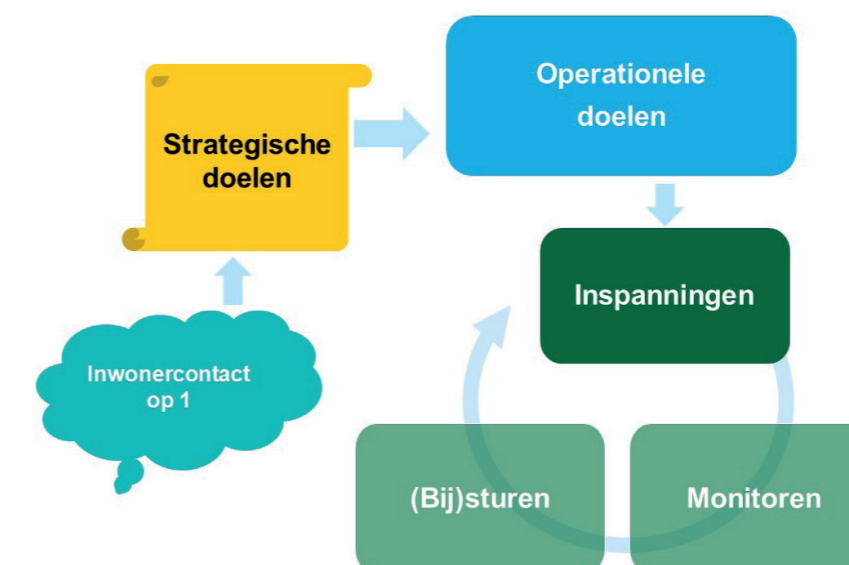 Operationele
doelen
Strategische
doelen
Inspanningen
Inwonercontact
op 1
(Bij)sturen
Monitoren